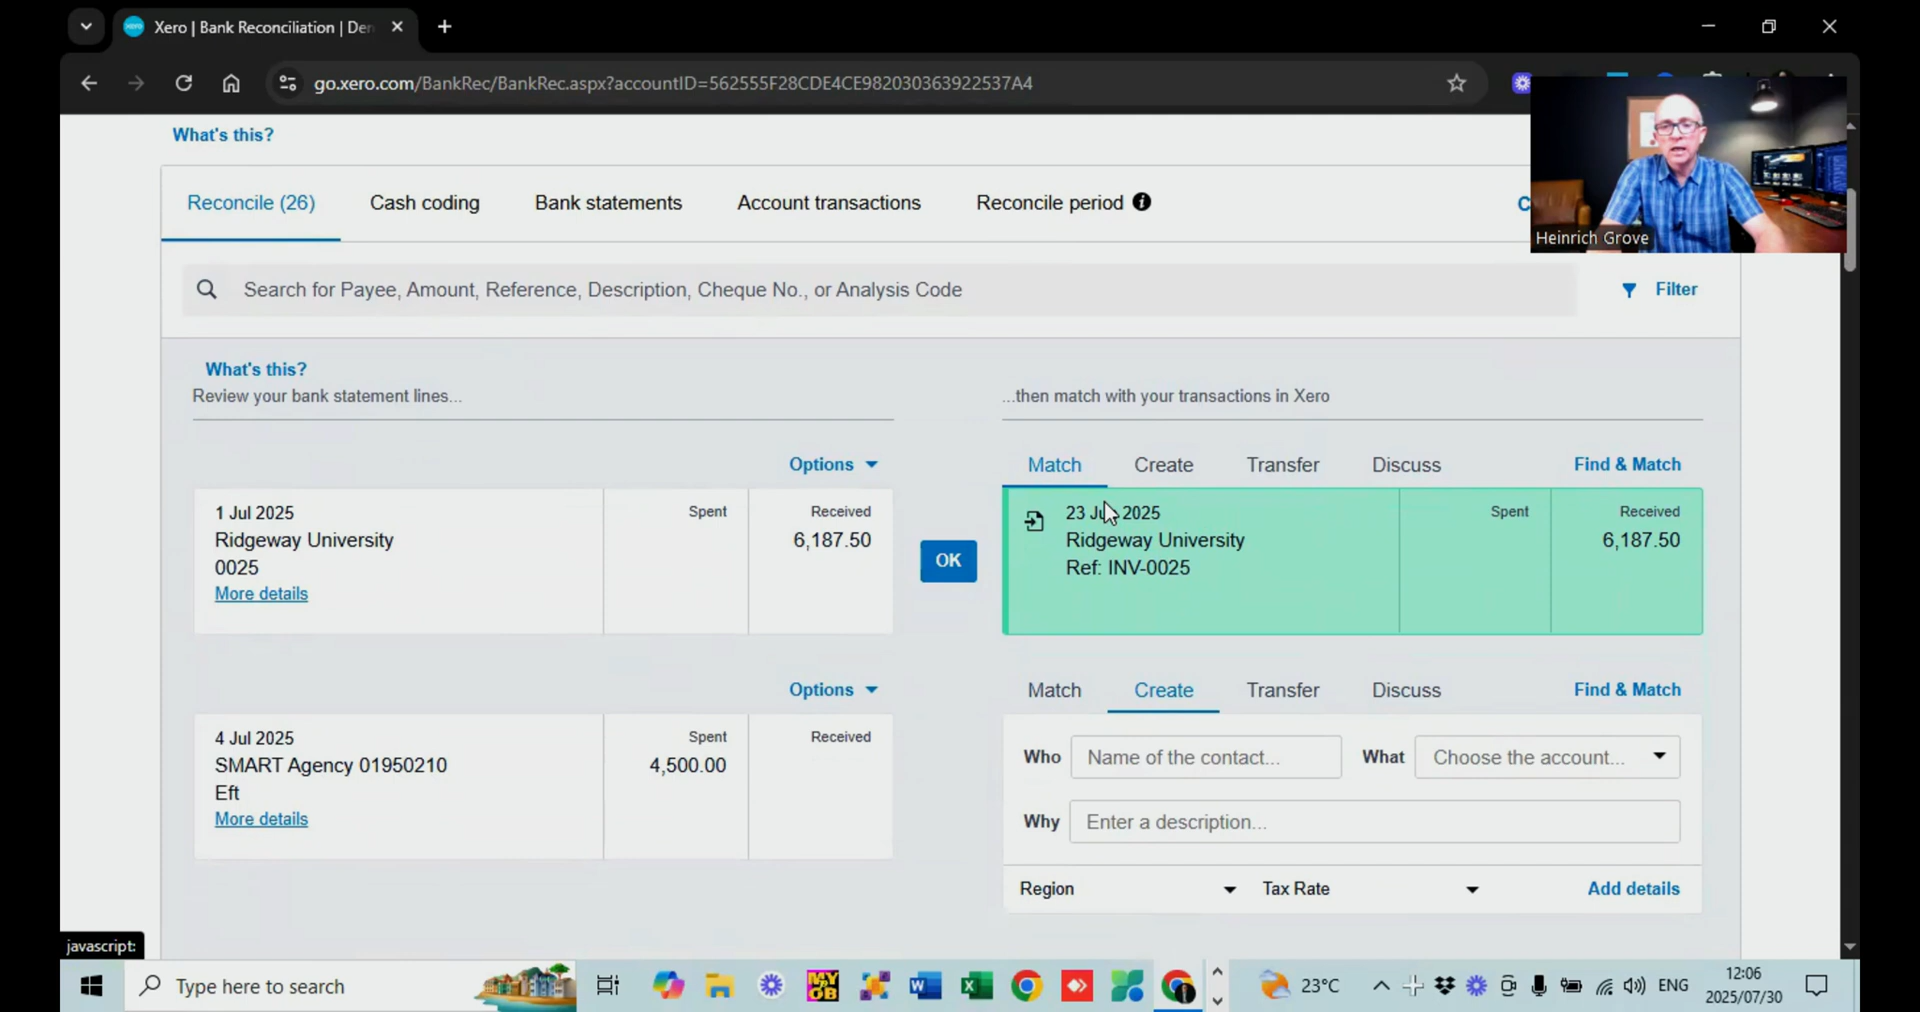 Xero | Bank Reconciliation | Den
go.xero.com/BankRec/BankRec.aspx?accountID=562555F28CDE4CE982030363922537A4
What's this?
Reconcile (26)
Cash coding
Bank statements
Account transactions
Reconcile period
C
Heinrich Grove
Search for Payee, Amount, Reference, Description, Cheque No., or Analysis Code
Filter
What's this?
Review your bank statement lines...
...then match with your transactions in Xero
Options
Match
Create
Transfer
Discuss
Find & Match
1 Jul 2025
Ridgeway University
0025
More details
Spent
Received
6,187.50
OK
23 Ju 2025
Ridgeway University
Ref: INV-0025
Spent
Received
6,187.50
Options
Match
Create
Transfer
Discuss
Find & Match
4 Jul 2025
SMART Agency 01950210
Eft
More details
Spent
4,500.00
Received
Who
Name of the contact...
What
Choose the account...
Why
Enter a description...
Region
Tax Rate
Add details
javascript:
Type here to search
MY
OB
23°C
ENG
12:06
2025/07/30